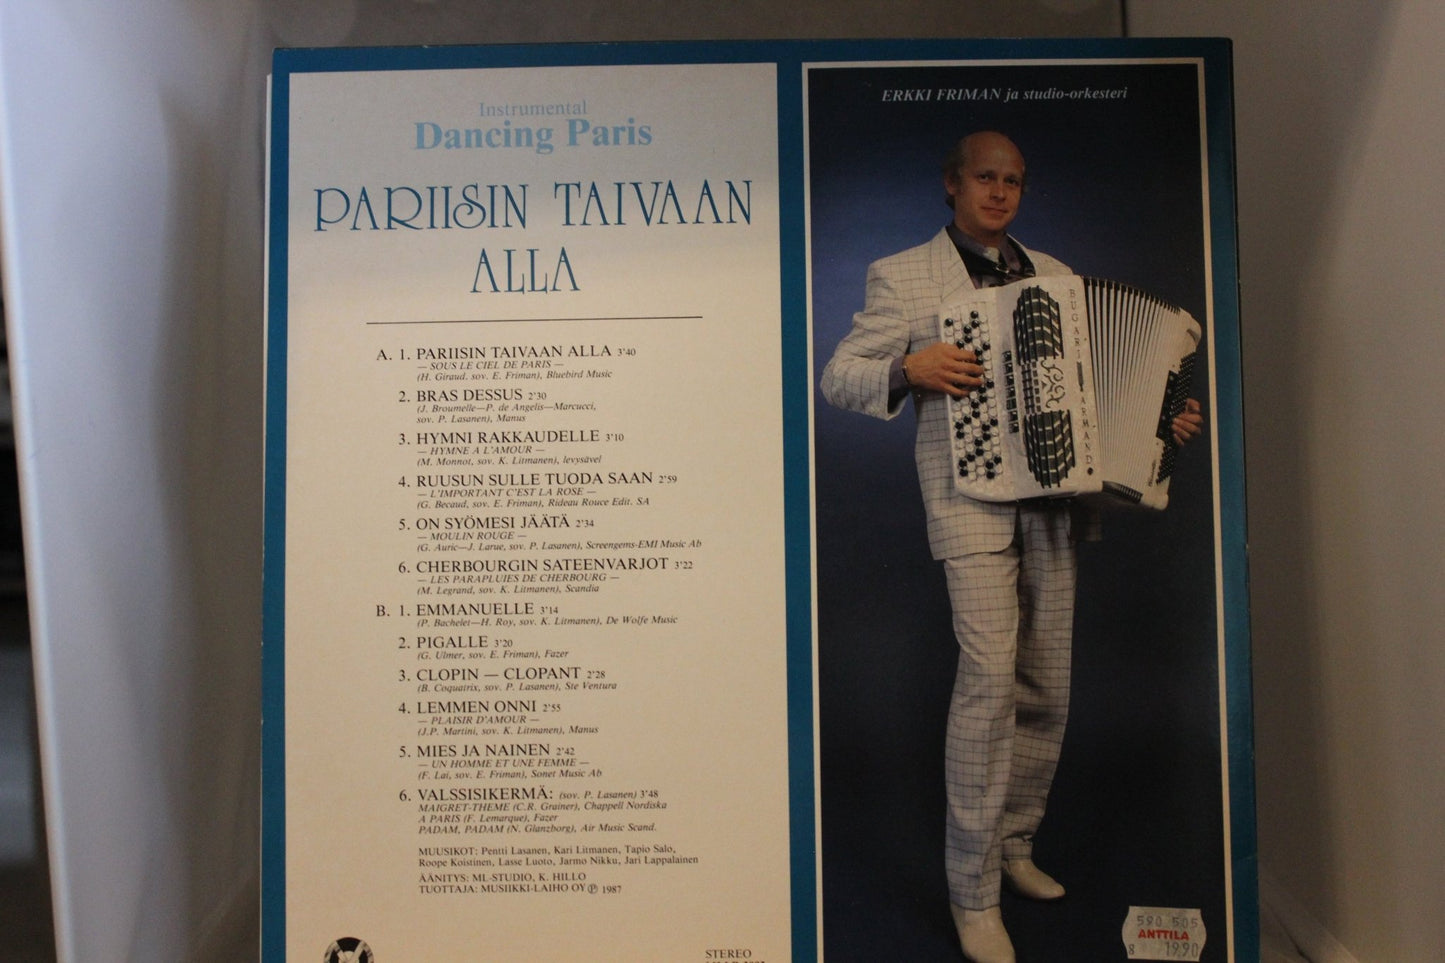 Instrumental
Dancing Paris
PARIISIN TAIVAAN
ALLA
A. 1. PARIISIN TAIVAAN ALLA 3'40
— SOUS LE CIEL DE PARIS —
(H. Giraud. sov. E. Friman), Bluebird Music
2. BRAS DESSUS 2'30
(J. Broumelle—P. de Angelis—Marcucci,
sov. P. Lasanen), Manus
3. HYMNI RAKKAUDELLE 3'10
— HYMNE A L'AMOUR —
(M. Monnot, sov. K. Litmanen), levysävel
4. RUUSUN SULLE TUODA SAAN 2'59
— L'IMPORTANT C'EST LA ROSE —
(G. Becaud, sov. E. Friman), Rideau Rouce Edit. SA
5. ON SYÖMESI JÄÄTÄ 2'34
— MOULIN ROUGE —
(G. Auric—J. Larue, sov. P. Lasanen), Screengems-EMI Music Ab
6. CHERBOURGIN SATEENVARJOT 3'22
— LES PARAPLUIES DE CHERBOURG —
(M. Legrand, sov. K. Litmanen), Scandia
B. 1. EMMANUELLE 3'14
(P. Bachelet—H. Roy, sov. K. Litmanen), De Wolfe Music
2. PIGALLE 3'20
(G. Ulmer, sov. E. Friman), Fazer
3. CLOPIN — CLOPANT 2'28
(B. Coquatrix, sov. P. Lasanen), Ste Ventura
4. LEMMEN ONNI 2'55
— PLAISIR D'AMOUR —
(J.P. Martini, sov. K. Litmanen), Manus
5. MIES JA NAINEN 2'42
— UN HOMME ET UNE FEMME —
(F. Lai, sov. E. Friman), Sonet Music Ab
6. VALSSISIKERMÄ: (sov. P. Lasanen) 3'48
MAIGRET-THEME (C.R. Grainer), Chappell Nordiska
A PARIS (F. Lemarque), Fazer
PADAM, PADAM (N. Glanzborg), Air Music Scand.
MUUSIKOT: Pentti Lasanen, Kari Litmanen, Tapio Salo,
Roope Koistinen, Lasse Luoto, Jarmo Nikku, Jari Lappalainen
ÄÄNITYS: ML-STUDIO, K. HILLO
TUOTTAJA: MUSIIKKI-LAIHO OY ℗ 1987
STEREO
ERKKI FRIMAN ja studio-orkesteri
BUGARI ARMANDO
590 505
ANTTILA
8 19,90